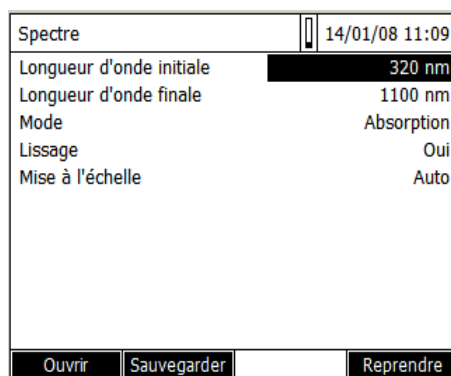 Spectre 14/01/08 11:09
Longueur d'onde initiale 320 nm
Longueur d'onde finale 1100 nm
Mode Absorption
Lissage Oui
Mise à l'échelle Auto
Ouvrir Sauvegarder Reprendre